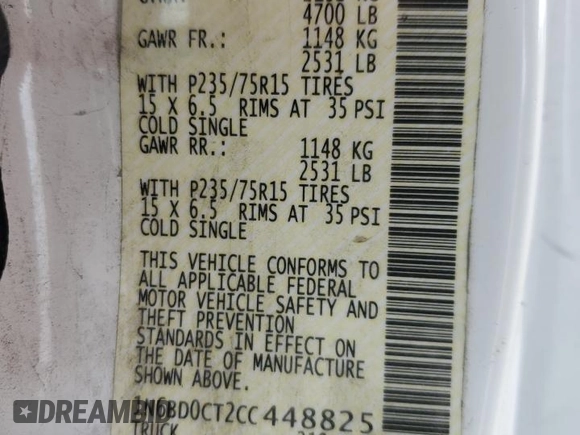 4700 LB
GAWR FR.: 1148 KG
2531 LB
WITH P235/75R15 TIRES
15 X 6.5 RIMS AT 35 PSI
COLD SINGLE
GAWR RR.: 1148 KG
2531 LB
WITH P235/75R15 TIRES
15 X 6.5 RIMS AT 35 PSI
COLD SINGLE
THIS VEHICLE CONFORMS TO
ALL APPLICABLE FEDERAL
MOTOR VEHICLE SAFETY AND
THEFT PREVENTION
STANDARDS IN EFFECT ON
THE DATE OF MANUFACTURE
SHOWN ABOVE.
1N6BD0CT2CC448825
TRUCK
EPICVIN.COM